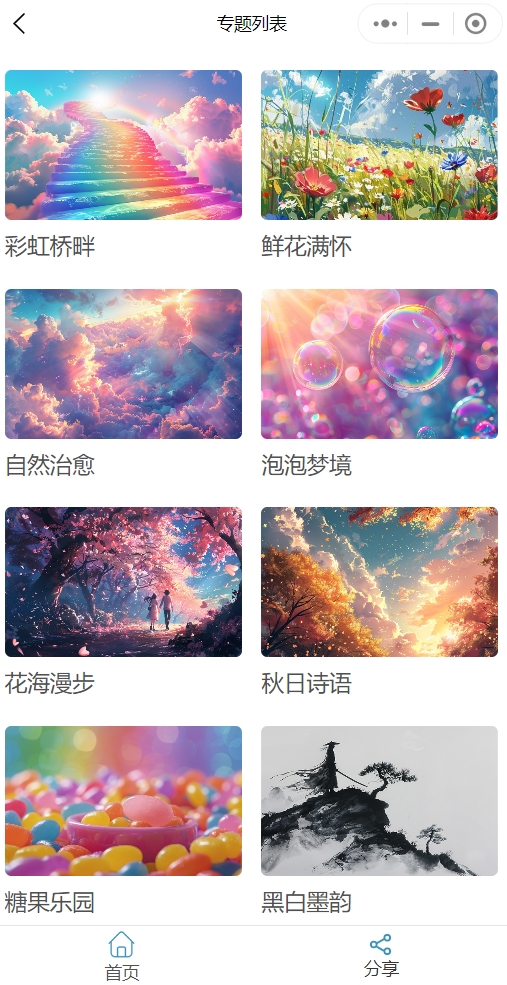 专题列表
彩虹桥畔
鲜花满怀
自然治愈
泡泡梦境
花海漫步
秋日诗语
糖果乐园
黑白墨韵
首页
分享